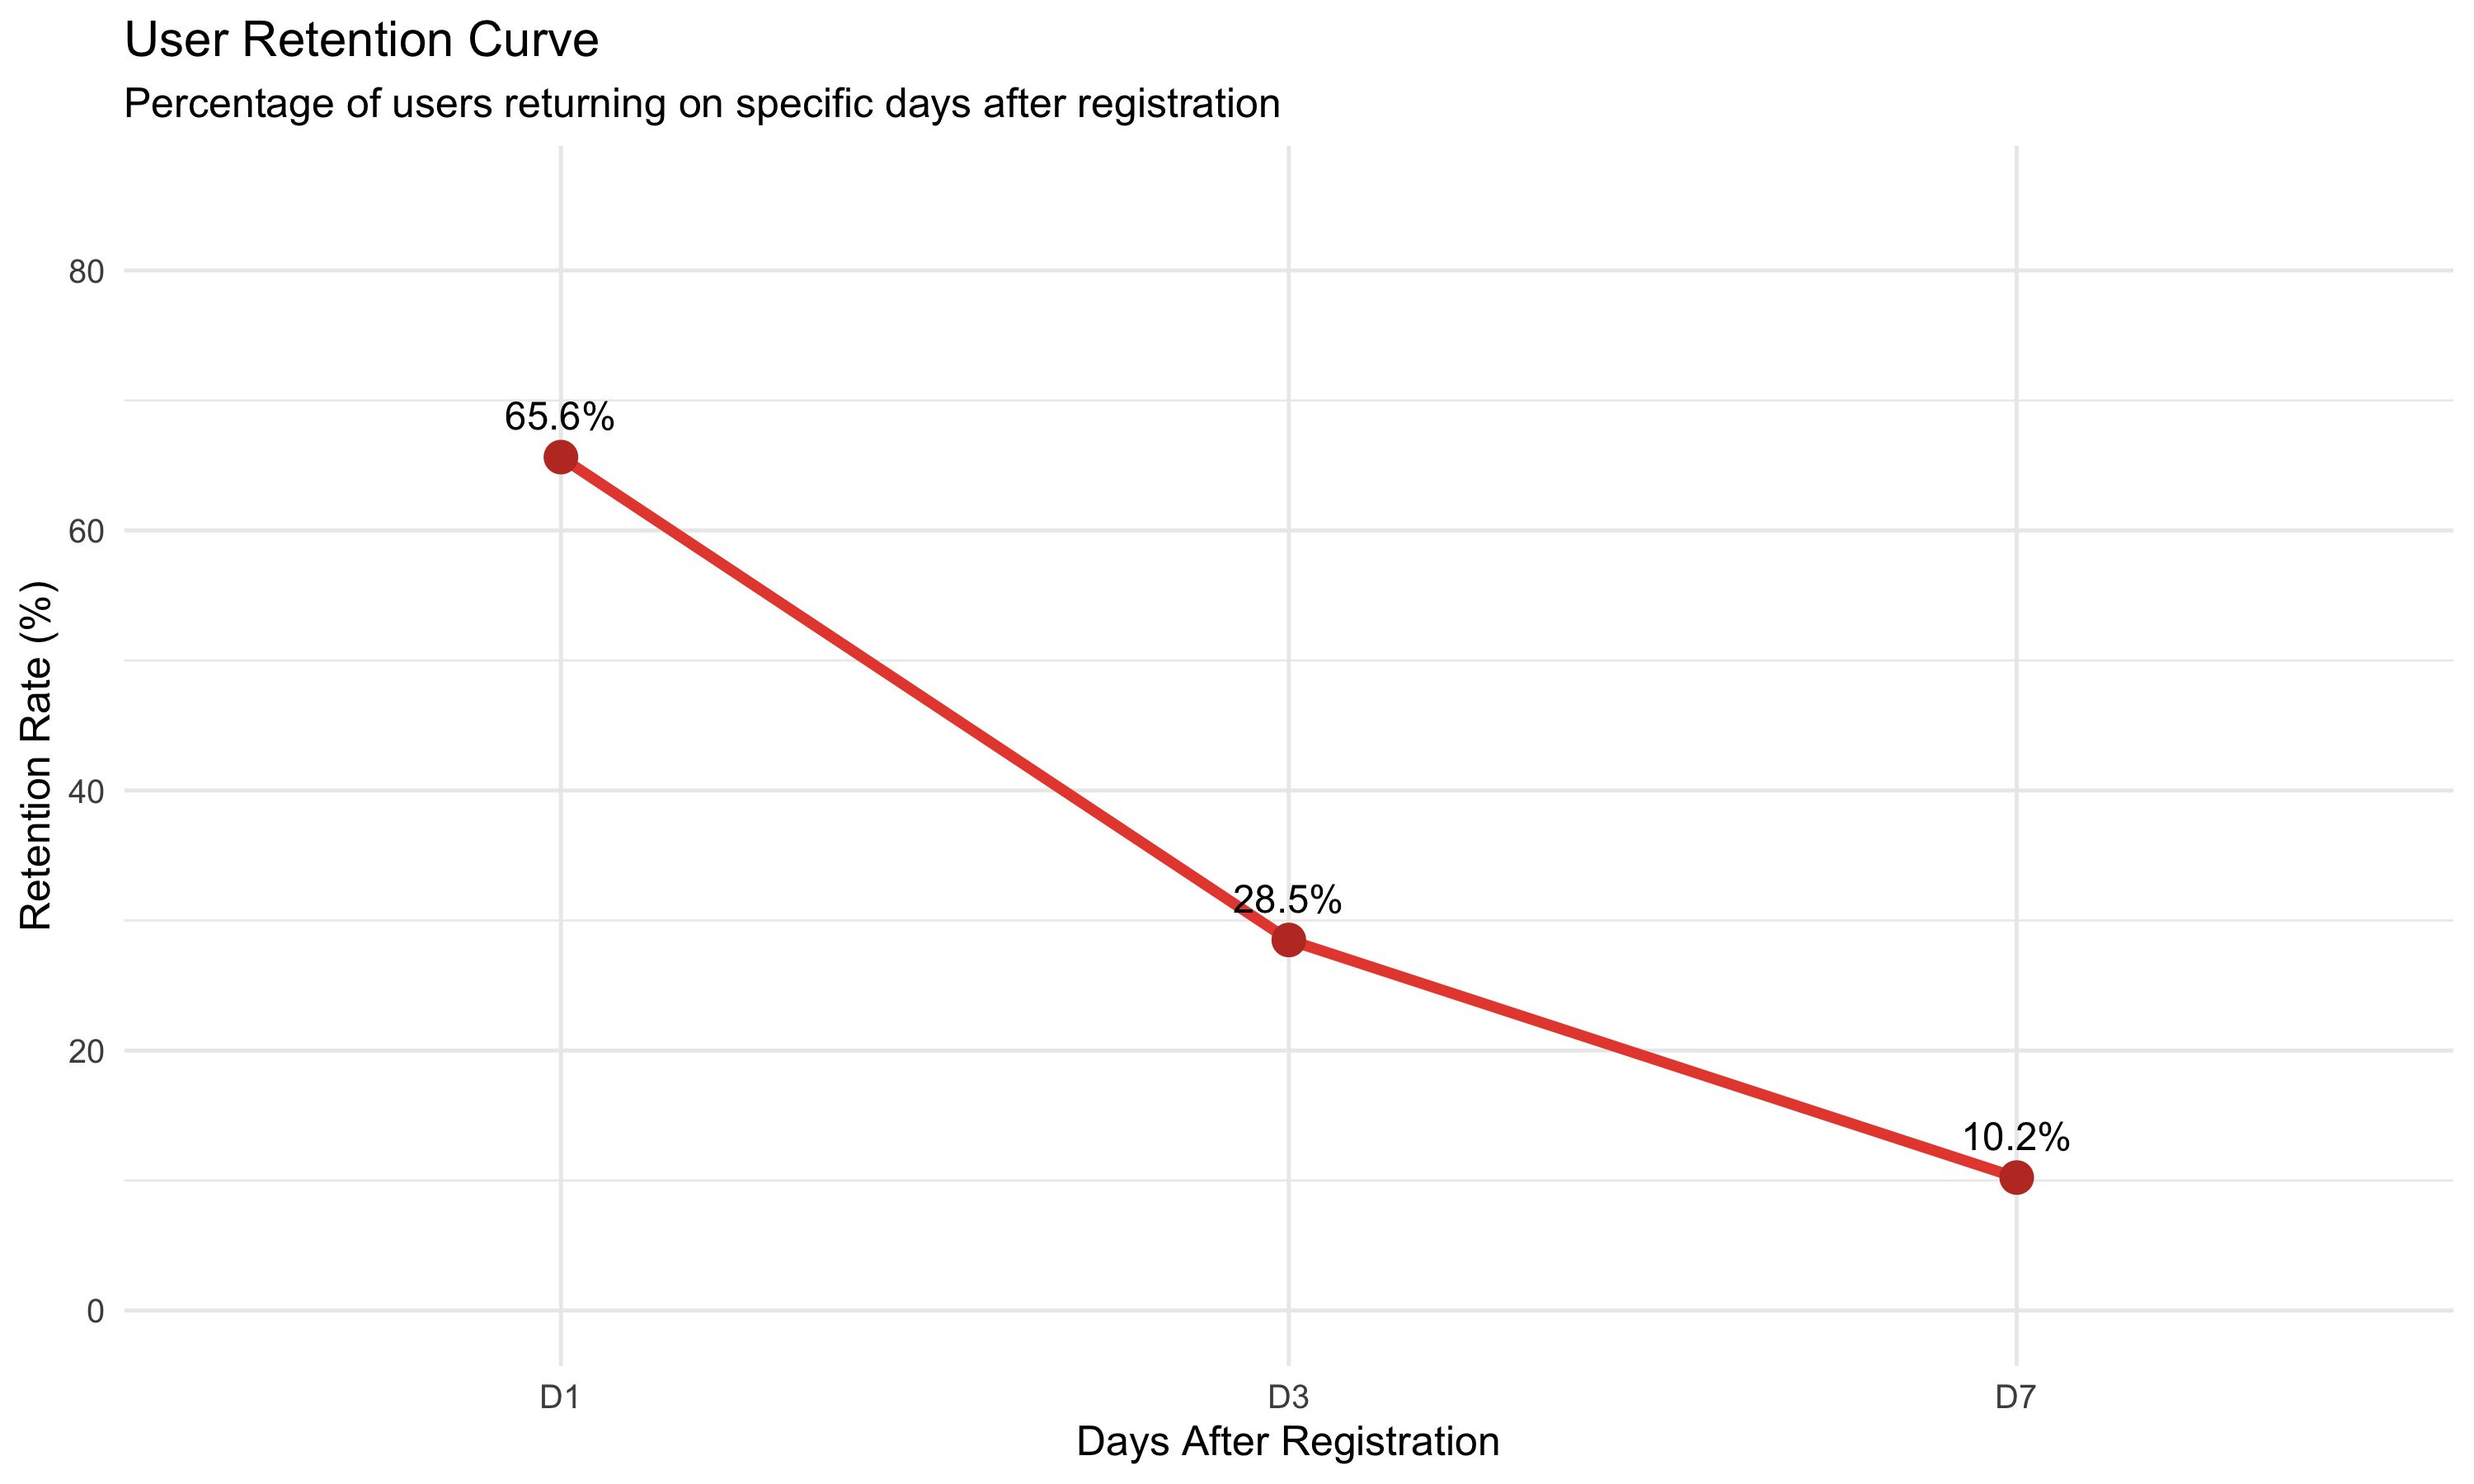 User Retention Curve
Percentage of users returning on specific days after registration
Retention Rate (%)
80
60
40
20
0
65.6%
28.5%
10.2%
D1
D3
D7
Days After Registration